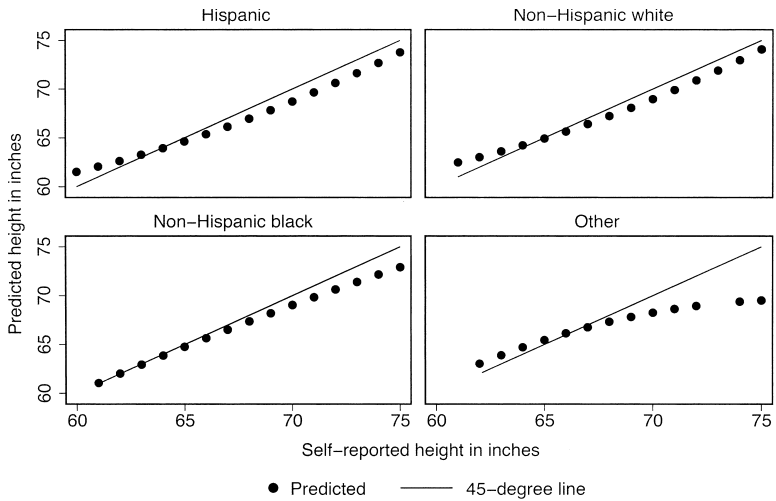 Hispanic
Non-Hispanic white
75
70
65
60
Non-Hispanic black
Other
75
70
65
60
Predicted height in inches
60 65 70 75
60 65 70 75
Self-reported height in inches
Predicted
45-degree line